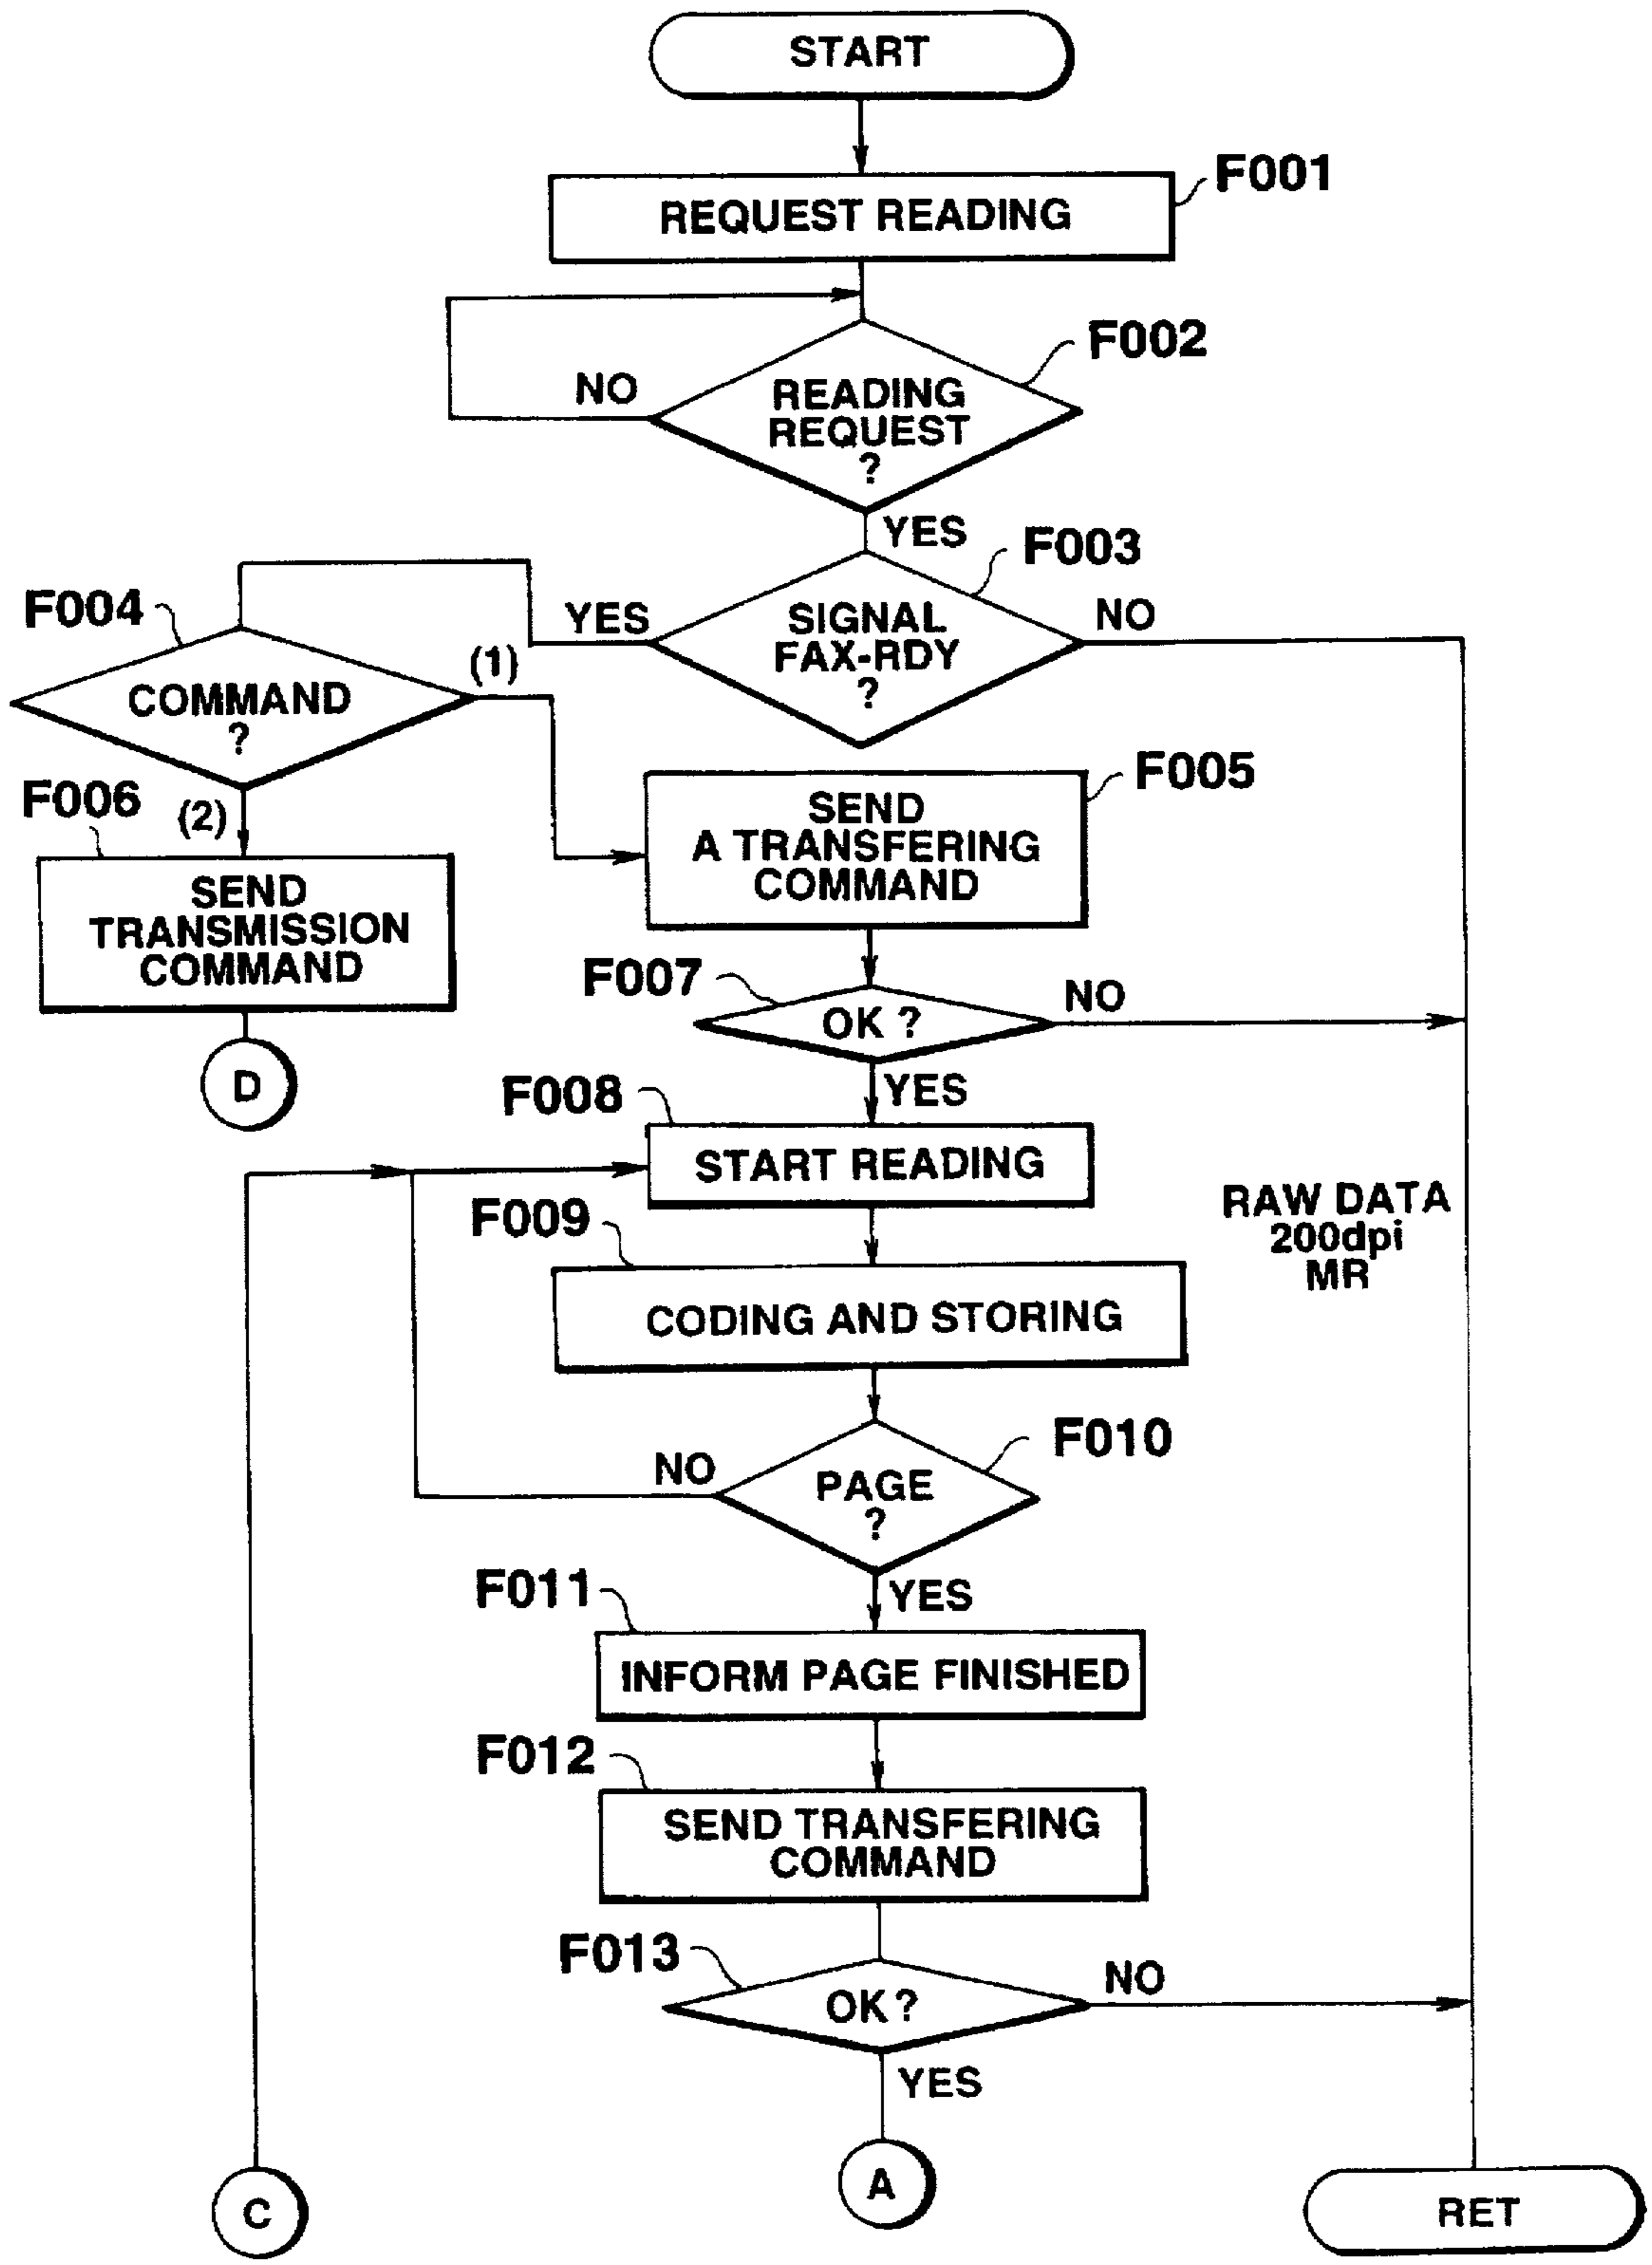 START
F001
REQUEST READING
F002
NO
READING
REQUEST
?
YES
F003
F004
YES
SIGNAL
FAX-RDY
?
NO
(1)
COMMAND
?
F005
F006
(2)
SEND
A TRANSFERING
COMMAND
SEND
TRANSMISSION
COMMAND
F007
OK ?
NO
D
YES
F008
START READING
RAW DATA
200dpi
MR
F009
CODING AND STORING
F010
NO
PAGE
?
F011
YES
INFORM PAGE FINISHED
F012
SEND TRANSFERING
COMMAND
F013
OK ?
NO
YES
C
A
RET